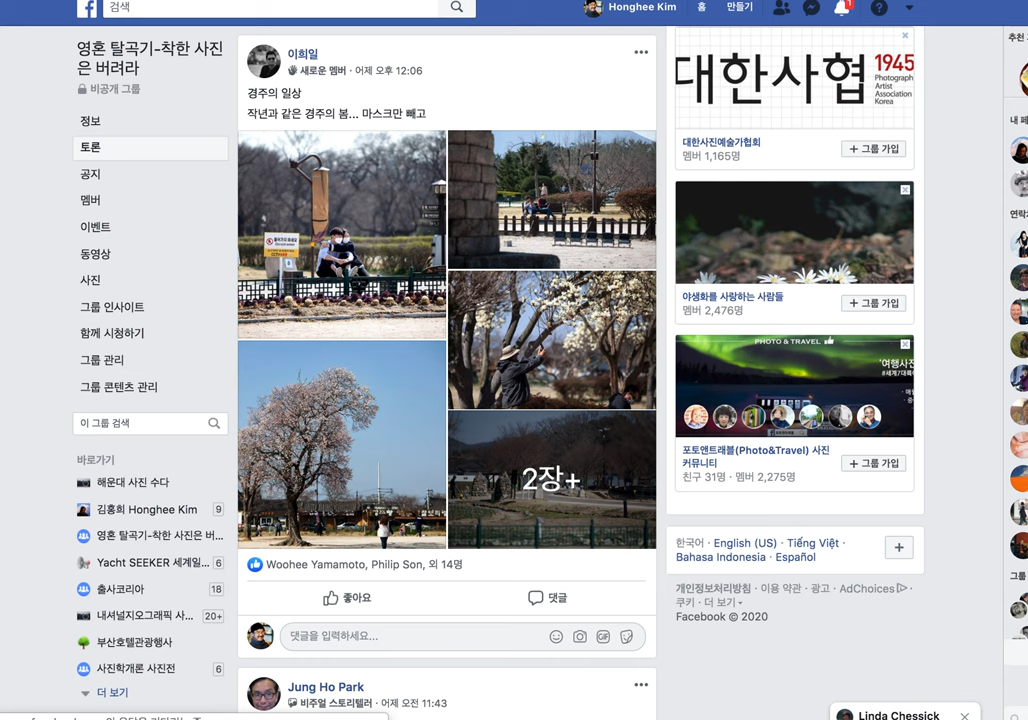 검색
Honghee Kim
홈
만들기
1
영혼 탈곡기-착한 사진
은 버려라
비공개 그룹
정보
토론
공지
멤버
이벤트
동영상
사진
그룹 인사이트
함께 시청하기
그룹 관리
그룹 콘텐츠 관리
이 그룹 검색
바로가기
해운대 사진 수다
김홍희 Honghee Kim 9
영혼 탈곡기-착한 사진은 버...
Yacht SEEKER 세계일... 6
출사코리아 18
내셔널지오그래픽 사... 20+
부산호텔관광행사
사진학개론 사진전 6
더 보기
이희일
새로운 멤버 · 어제 오후 12:06
경주의 일상
작년과 같은 경주의 봄... 마스크만 빼고
2장+
Woohee Yamamoto, Philip Son, 외 14명
좋아요
댓글
댓글을 입력하세요...
GIF
Jung Ho Park
비주얼 스토리텔러 · 어제 오전 11:43
대한사협
1945
Photograph
Artist
Association
Korea
대한사진예술가협회
멤버 1,165명
+ 그룹 가입
야생화를 사랑하는 사람들
멤버 2,476명
+ 그룹 가입
PHOTO & TRAVEL
'여행사진
포토앤트래블(Photo&Travel) 사진
커뮤니티
친구 31명 · 멤버 2,275명
+ 그룹 가입
한국어 · English (US) · Tiếng Việt ·
Bahasa Indonesia · Español
개인정보처리방침 · 이용 약관 · 광고 · AdChoices
쿠키 · 더 보기
Facebook © 2020
추천
내 페
연락
그룹
Linda Chessick